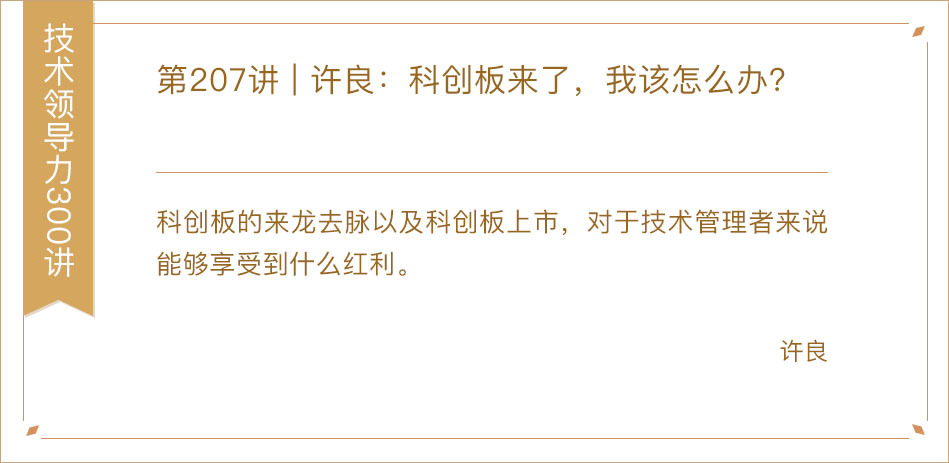 技术领导力300讲
第207讲 | 许良：科创板来了，我该怎么办？
科创板的来龙去脉以及科创板上市，对于技术管理者来说
能够享受到什么红利。
许良